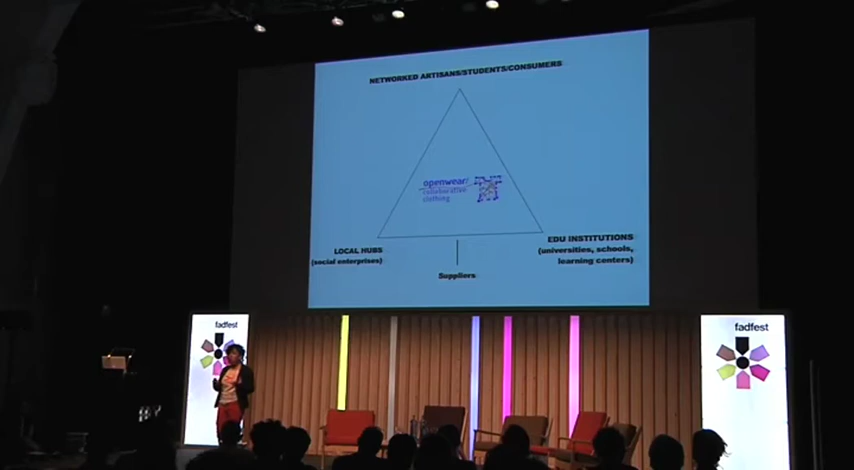 NETWORKED ARTISANS/STUDENTS/CONSUMERS
openwear/
collaborative
clothing
LOCAL HUBS
(social enterprises)
EDU INSTITUTIONS
(universities, schools,
learning centers)
Suppliers
fadfest
fadfest